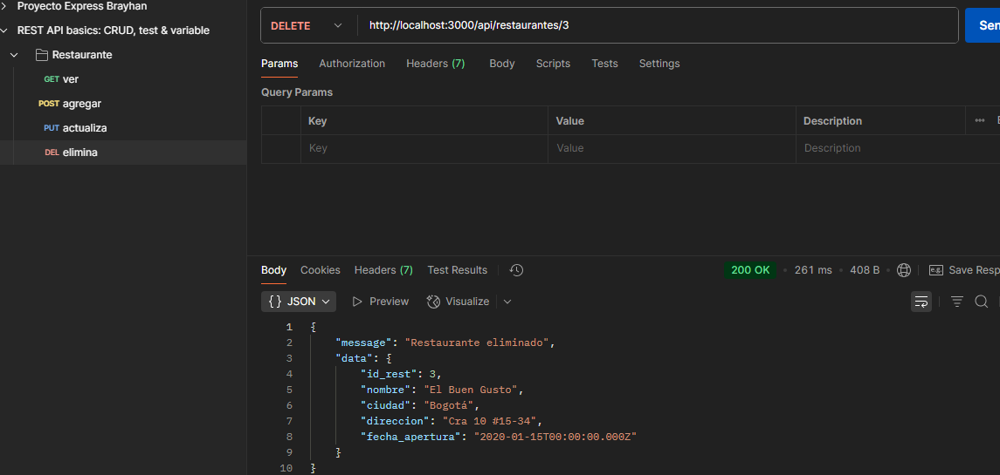 Proyecto Express Brayhan
REST API basics: CRUD, test & variable
Restaurante
GET ver
POST agregar
PUT actualiza
DEL elimina
DELETE http://localhost:3000/api/restaurantes/3
Params Authorization Headers (7) Body Scripts Tests Settings
Query Params
Key Value Description
Key Value Description
Body Cookies Headers (7) Test Results 200 OK • 261 ms • 408 B • e.g. Save Resp
{} JSON Preview Visualize
1 {
2 "message": "Restaurante eliminado",
3 "data": {
4 "id_rest": 3,
5 "nombre": "El Buen Gusto",
6 "ciudad": "Bogotá",
7 "direccion": "Cra 10 #15-34",
8 "fecha_apertura": "2020-01-15T00:00:00.000Z"
9 }
10 }